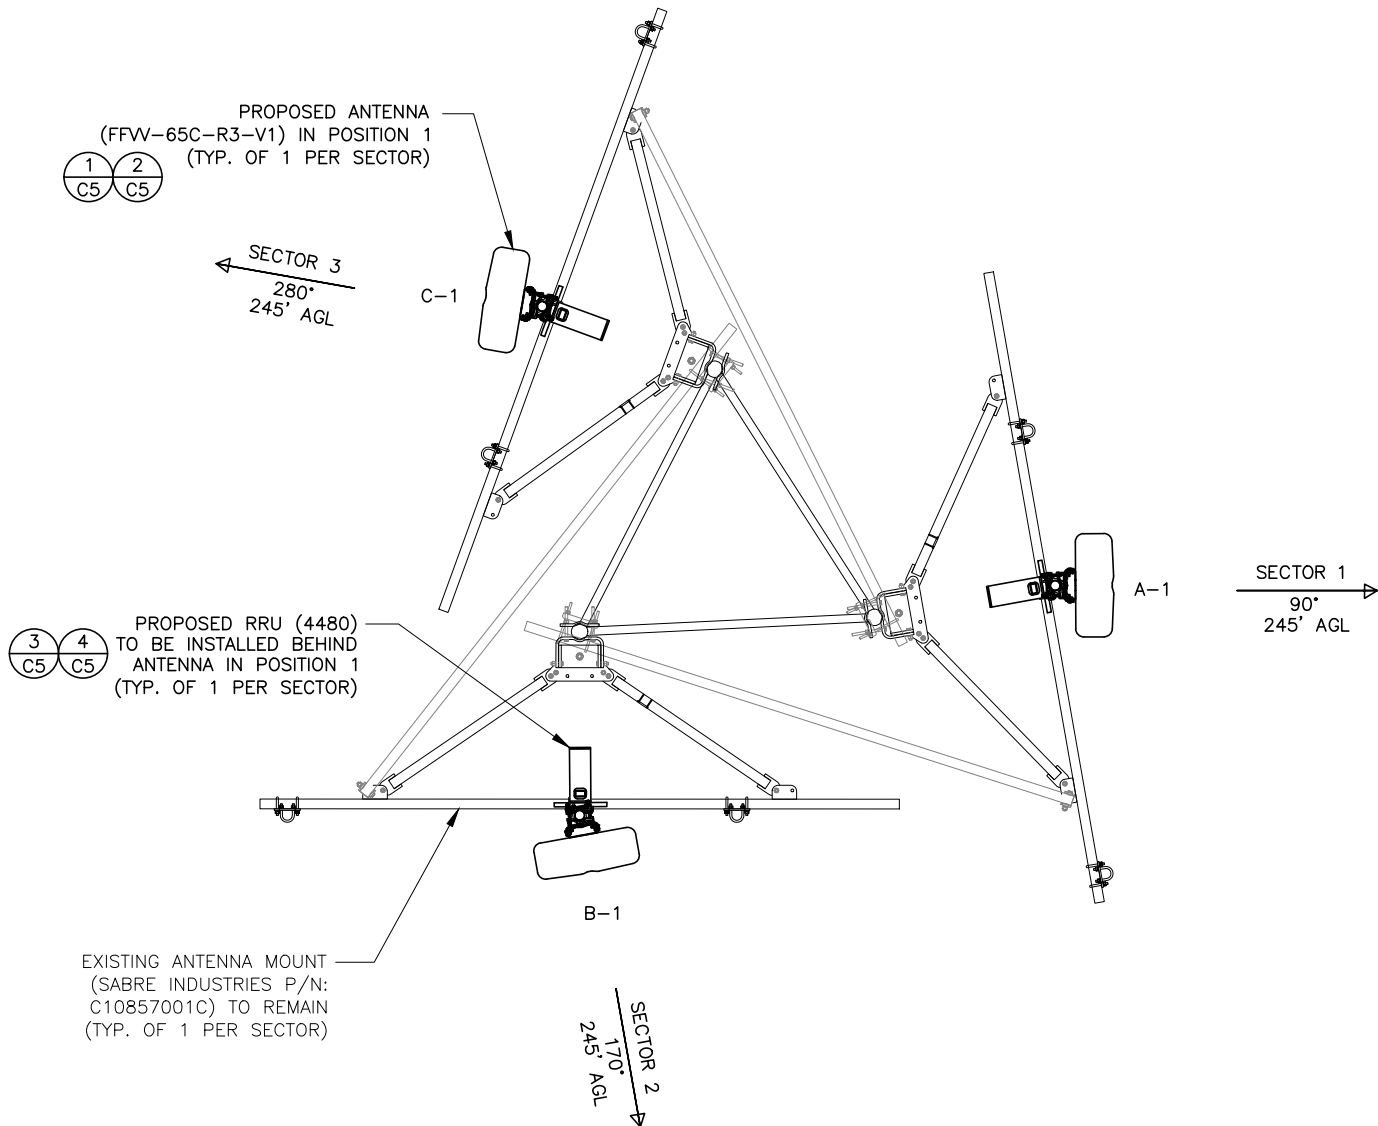 PROPOSED ANTENNA
(FFVV-65C-R3-V1) IN POSITION 1
(TYP. OF 1 PER SECTOR)
1 2
C5 C5
SECTOR 3
280°
245' AGL
C-1
A-1
SECTOR 1
90°
245' AGL
PROPOSED RRU (4480)
TO BE INSTALLED BEHIND
ANTENNA IN POSITION 1
(TYP. OF 1 PER SECTOR)
3 4
C5 C5
B-1
EXISTING ANTENNA MOUNT
(SABRE INDUSTRIES P/N:
C10857001C) TO REMAIN
(TYP. OF 1 PER SECTOR)
SECTOR 2
170°
245' AGL